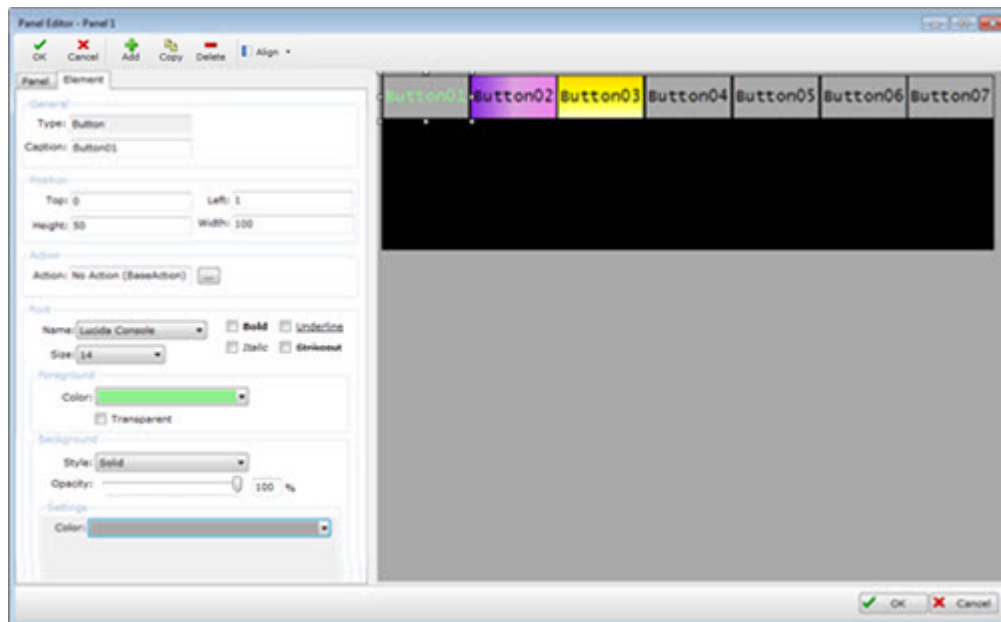 Panel Editor - Panel 1
OK Cancel Add Copy Delete Align
Panel Element
General
Type: Button
Caption: Button01
Position
Top: 0 Left: 1
Height: 50 Width: 100
Action
Action: No Action (BaseAction) ...
Font
Name: Lucida Console Bold Underline
Size: 14 Italic Strikeout
Foreground
Color:
Transparent
Background
Style: Solid
Opacity: 100 %
Settings
Color:
Button01 Button02 Button03 Button04 Button05 Button06 Button07
OK Cancel